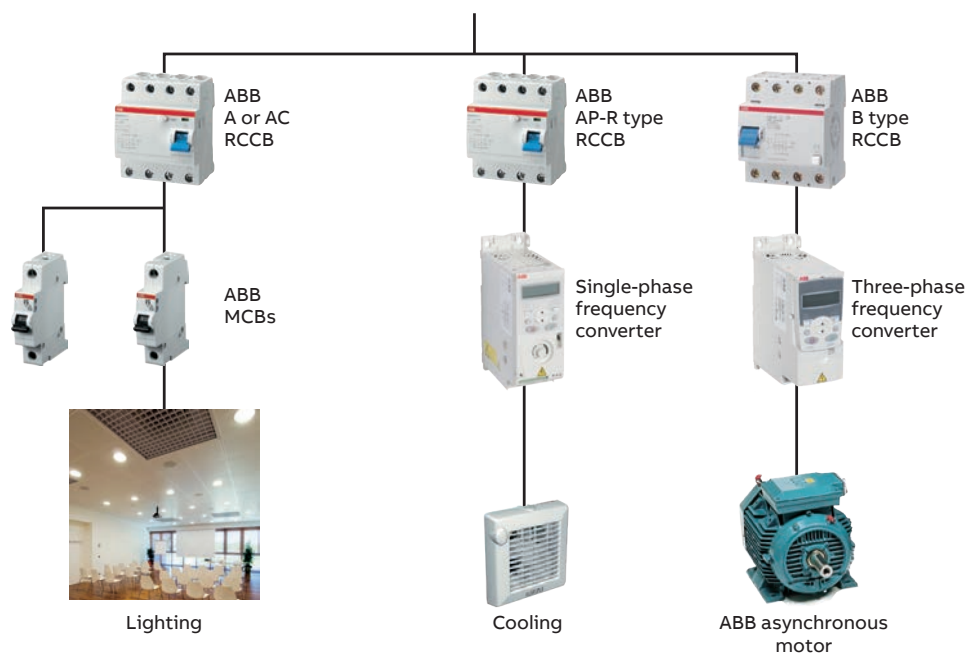 ABB
A or AC
RCCB
ABB
AP-R type
RCCB
ABB
B type
RCCB
ABB
MCBs
Single-phase
frequency
converter
Three-phase
frequency
converter
Lighting
Cooling
ABB asynchronous
motor